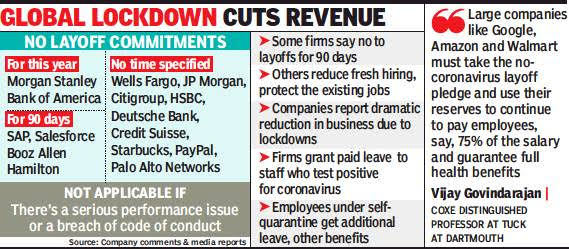 GLOBAL LOCKDOWN CUTS REVENUE
NO LAYOFF COMMITMENTS
For this year
Morgan Stanley
Bank of America
For 90 days
SAP, Salesforce
Booz Allen
Hamilton
No time specified
Wells Fargo, JP Morgan,
Citigroup, HSBC,
Deutsche Bank,
Credit Suisse,
Starbucks, PayPal,
Palo Alto Networks
NOT APPLICABLE IF
There's a serious performance issue
or a breach of code of conduct
Source: Company comments & media reports
➤ Some firms say no to
layoffs for 90 days
➤ Others reduce fresh hiring,
protect the existing jobs
➤ Companies report dramatic
reduction in business due to
lockdowns
➤ Firms grant paid leave to
staff who test positive
for coronavirus
➤ Employees under self-
quarantine get additional
leave, other benefits
❝ Large companies
like Google,
Amazon and Walmart
must take the no-
coronavirus layoff
pledge and use their
reserves to continue
to pay employees,
say, 75% of the salary
and guarantee full
health benefits
Vijay Govindarajan |
COXE DISTINGUISHED
PROFESSOR AT TUCK
AT DARTMOUTH